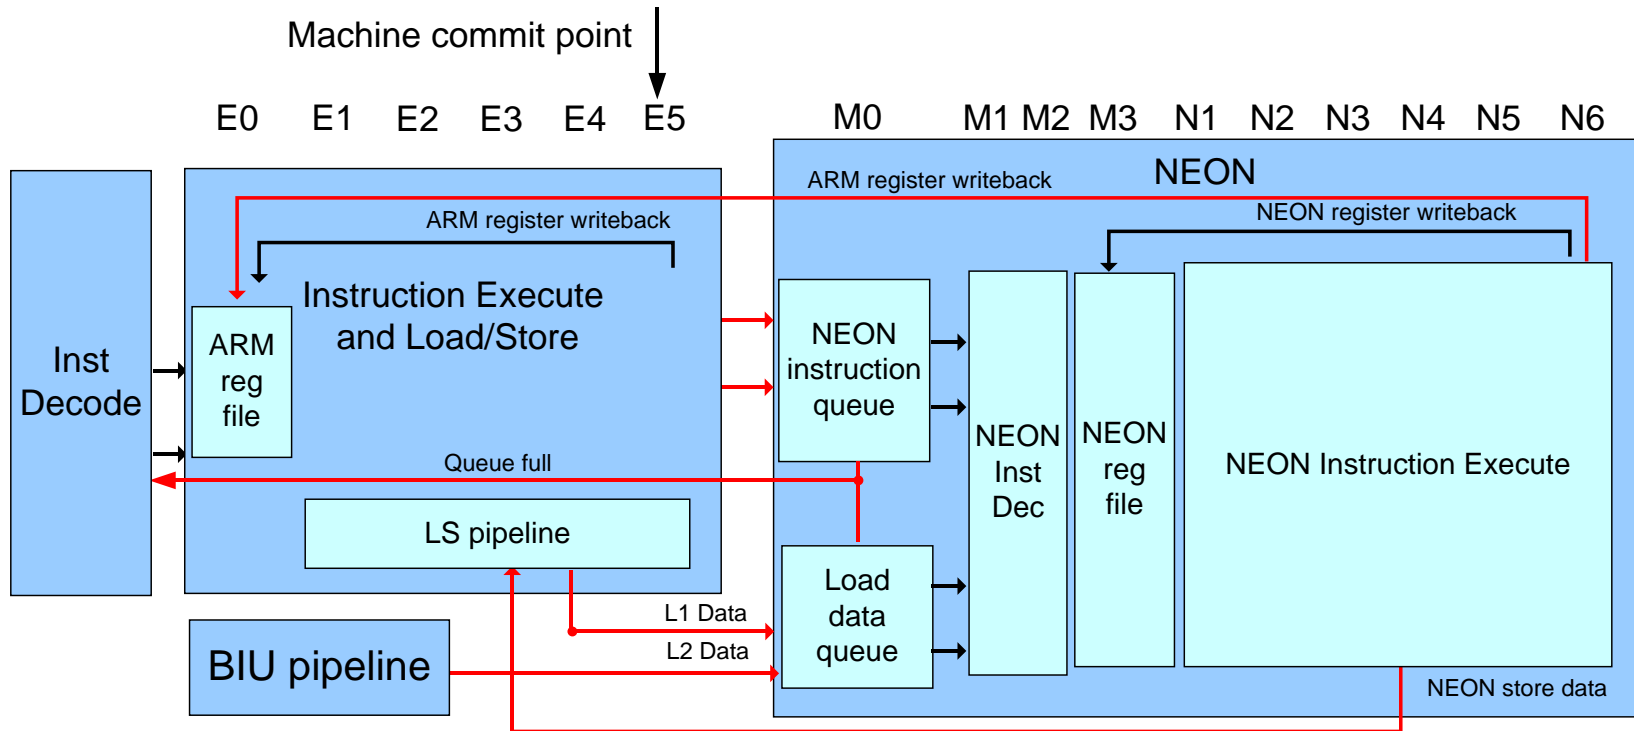 Machine commit point
E0 E1 E2 E3 E4 E5 M0 M1 M2 M3 N1 N2 N3 N4 N5 N6
NEON
ARM register writeback
ARM register writeback
NEON register writeback
Inst
Decode
ARM
reg
file
Instruction Execute
and Load/Store
NEON
instruction
queue
NEON
Inst
Dec
NEON
reg
file
NEON Instruction Execute
Queue full
LS pipeline
Load
data
queue
L1 Data
L2 Data
BIU pipeline
NEON store data